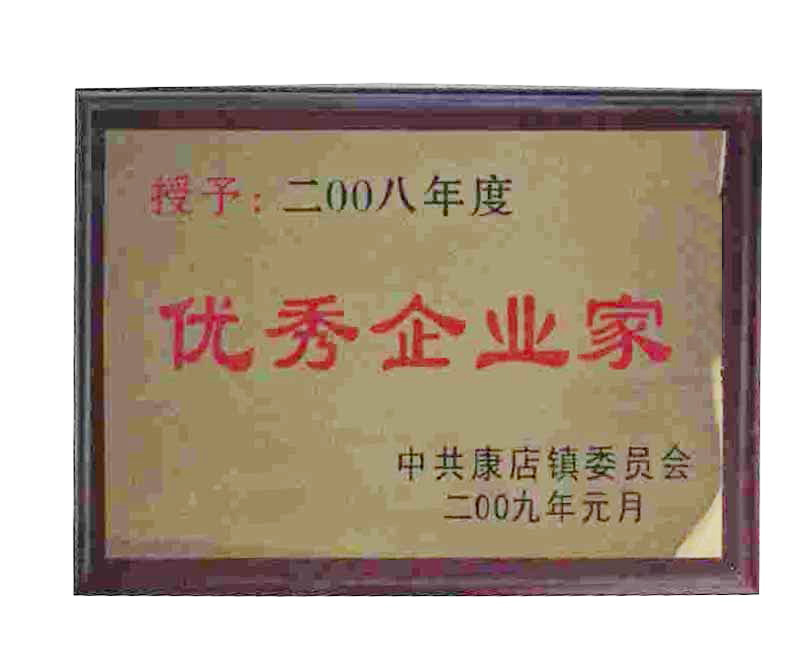 授予：二00八年度
优秀企业家
中共康店镇委员会
二00九年元月